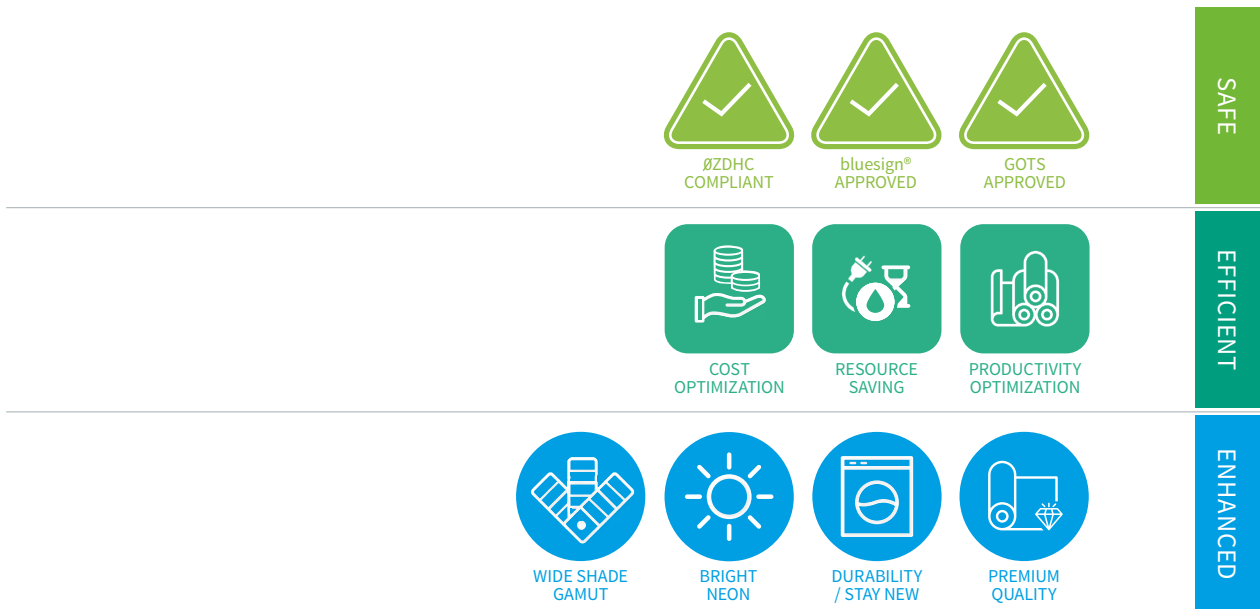 ØZDHC
COMPLIANT
bluesign®
APPROVED
GOTS
APPROVED
SAFE
COST
OPTIMIZATION
RESOURCE
SAVING
PRODUCTIVITY
OPTIMIZATION
EFFICIENT
WIDE SHADE
GAMUT
BRIGHT
NEON
DURABILITY
/ STAY NEW
PREMIUM
QUALITY
ENHANCED